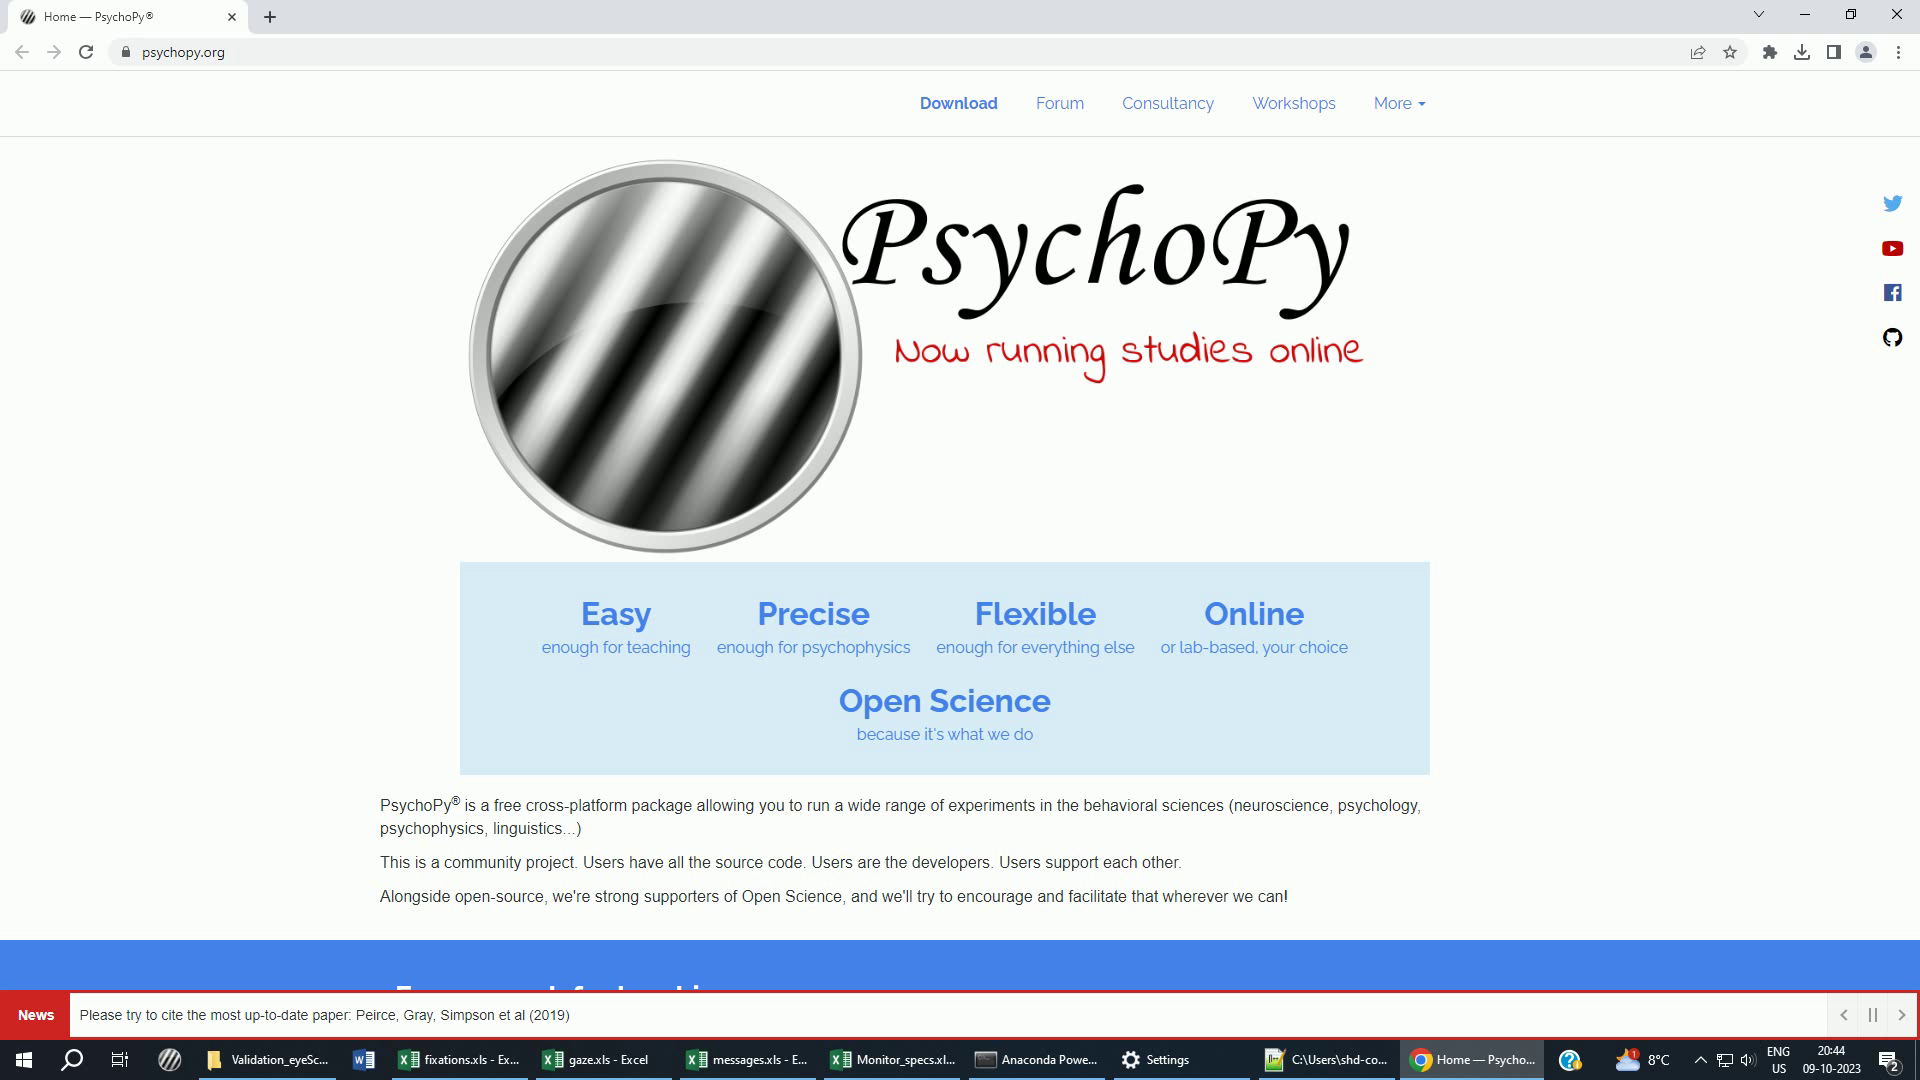 Home — PsychoPy®
psychopy.org
Download Forum Consultancy Workshops More
PsychoPy
Now running studies online
Easy
enough for teaching
Precise
enough for psychophysics
Flexible
enough for everything else
Online
or lab-based, your choice
Open Science
because it's what we do
PsychoPy® is a free cross-platform package allowing you to run a wide range of experiments in the behavioral sciences (neuroscience, psychology,
psychophysics, linguistics...)
This is a community project. Users have all the source code. Users are the developers. Users support each other.
Alongside open-source, we're strong supporters of Open Science, and we'll try to encourage and facilitate that wherever we can!
News Please try to cite the most up-to-date paper: Peirce, Gray, Simpson et al (2019)
Validation_eyeSc... fixations.xls - Ex... gaze.xls - Excel messages.xls - E... Monitor_specs.xl... Anaconda Powe... Settings C:\Users\shd-co... Home — Psycho... 1 8°C ENG 20:44
US 09-10-2023 2